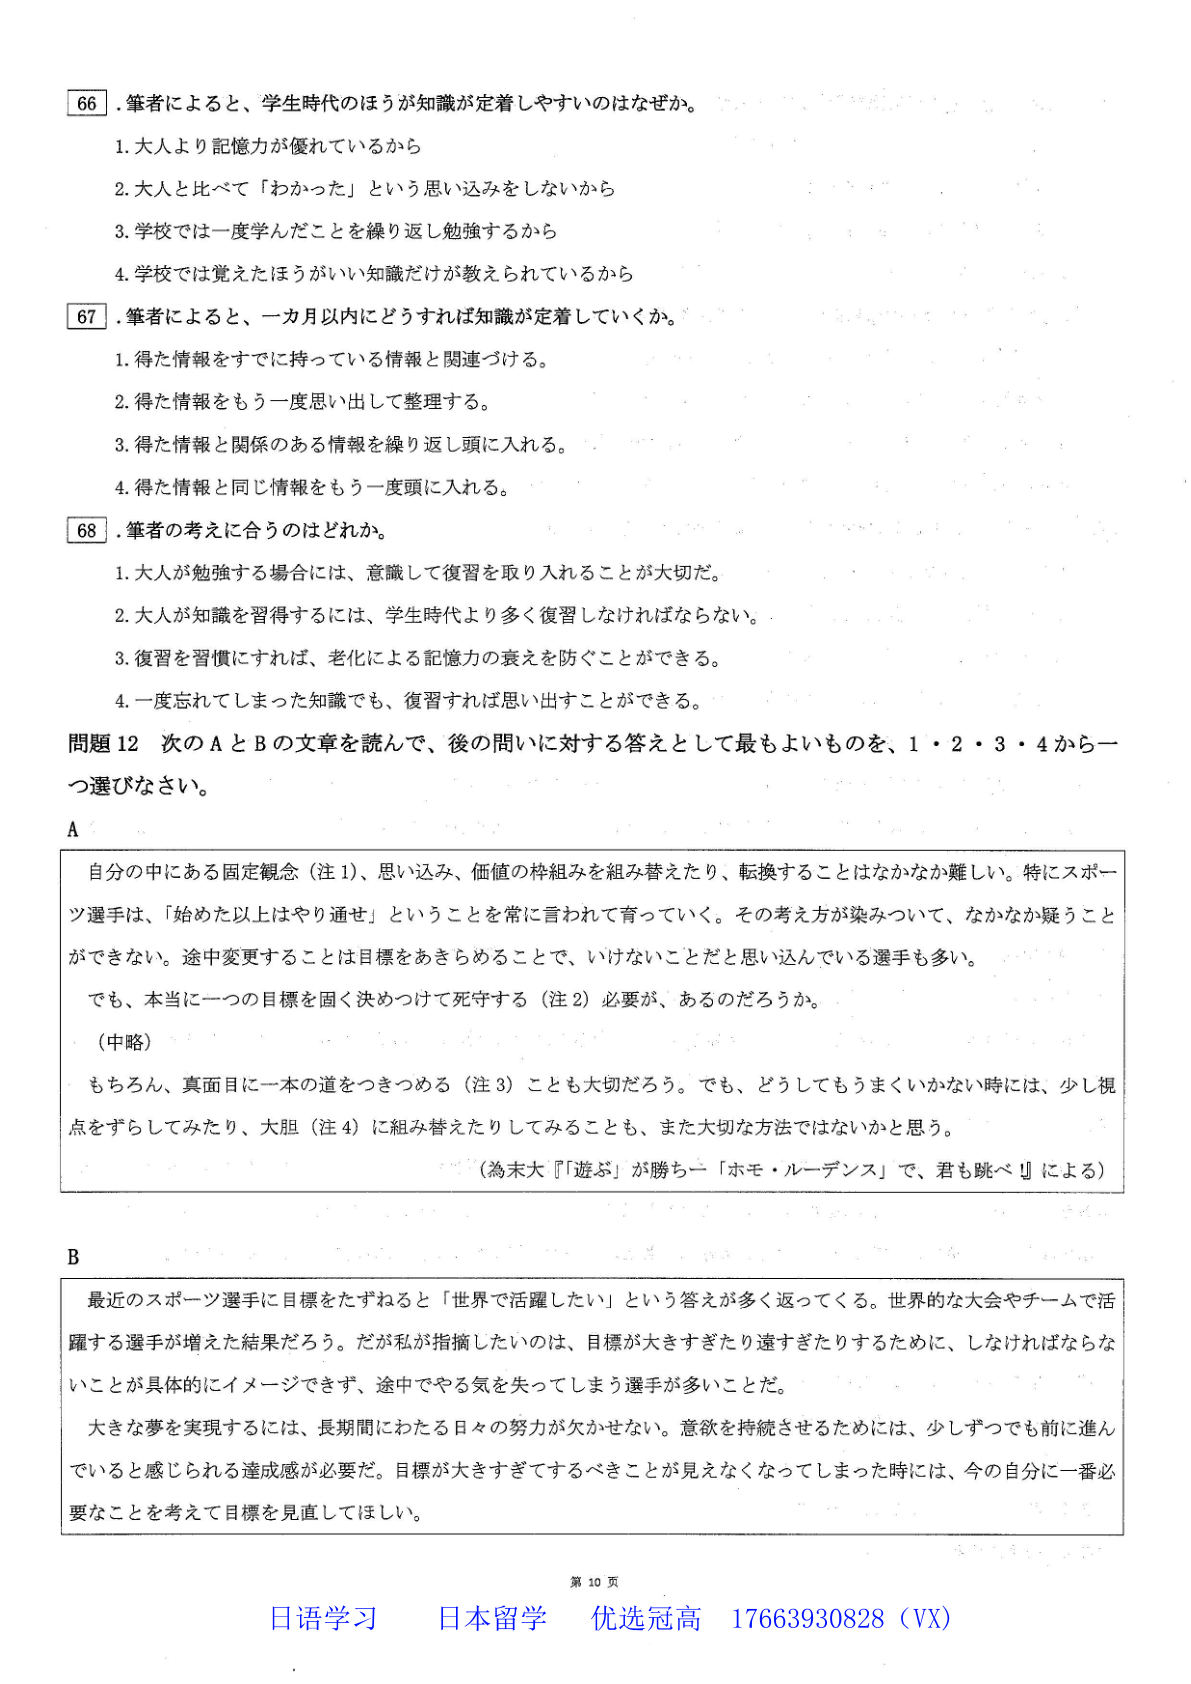 66 .筆者によると、学生時代のほうが知識が定着しやすいのはなぜか。
1.大人より記憶力が優れているから
2.大人と比べて「わかった」という思い込みをしないから
3.学校では一度学んだことを繰り返し勉強するから
4.学校では覚えたほうがいい知識だけが教えられているから
67 .筆者によると、一カ月以内にどうすれば知識が定着していくか。
1.得た情報をすでに持っている情報と関連づける。
2.得た情報をもう一度思い出して整理する。
3.得た情報と関係のある情報を繰り返し頭に入れる。
4.得た情報と同じ情報をもう一度頭に入れる。
68 .筆者の考えに合うのはどれか。
1.大人が勉強する場合には、意識して復習を取り入れることが大切だ。
2.大人が知識を習得するには、学生時代より多く復習しなければならない。
3.復習を習慣にすれば、老化による記憶力の衰えを防ぐことができる。
4.一度忘れてしまった知識でも、復習すれば思い出すことができる。
問題12 次のAとBの文章を読んで、後の問いに対する答えとして最もよいものを、1・2・3・4から一
つ選びなさい。
A
自分の中にある固定観念（注1）、思い込み、価値の枠組みを組み替えたり、転換することはなかなか難しい。特にスポー
ツ選手は、「始めた以上はやり通せ」ということを常に言われて育っていく。その考え方が染みついて、なかなか疑うこと
ができない。途中変更することは目標をあきらめることで、いけないことだと思い込んでいる選手も多い。
でも、本当に一つの目標を固く決めつけて死守する（注2）必要が、あるのだろうか。
（中略）
もちろん、真面目に一本の道をつきつめる（注3）ことも大切だろう。でも、どうしてもうまくいかない時には、少し視
点をずらしてみたり、大胆（注4）に組み替えたりしてみることも、また大切な方法ではないかと思う。
（為末大『「遊ぶ」が勝ちー「ホモ・ルーデンス」で、君も跳べ！』による）
B
最近のスポーツ選手に目標をたずねると「世界で活躍したい」という答えが多く返ってくる。世界的な大会やチームで活
躍する選手が増えた結果だろう。だが私が指摘したいのは、目標が大きすぎたり遠すぎたりするために、しなければならな
いことが具体的にイメージできず、途中でやる気を失ってしまう選手が多いことだ。
大きな夢を実現するには、長期間にわたる日々の努力が欠かせない。意欲を持続させるためには、少しずつでも前に進ん
でいると感じられる達成感が必要だ。目標が大きすぎてするべきことが見えなくなってしまった時には、今の自分に一番必
要なことを考えて目標を見直してほしい。
第 10 页
日语学习 日本留学 优选冠高 17663930828（VX)